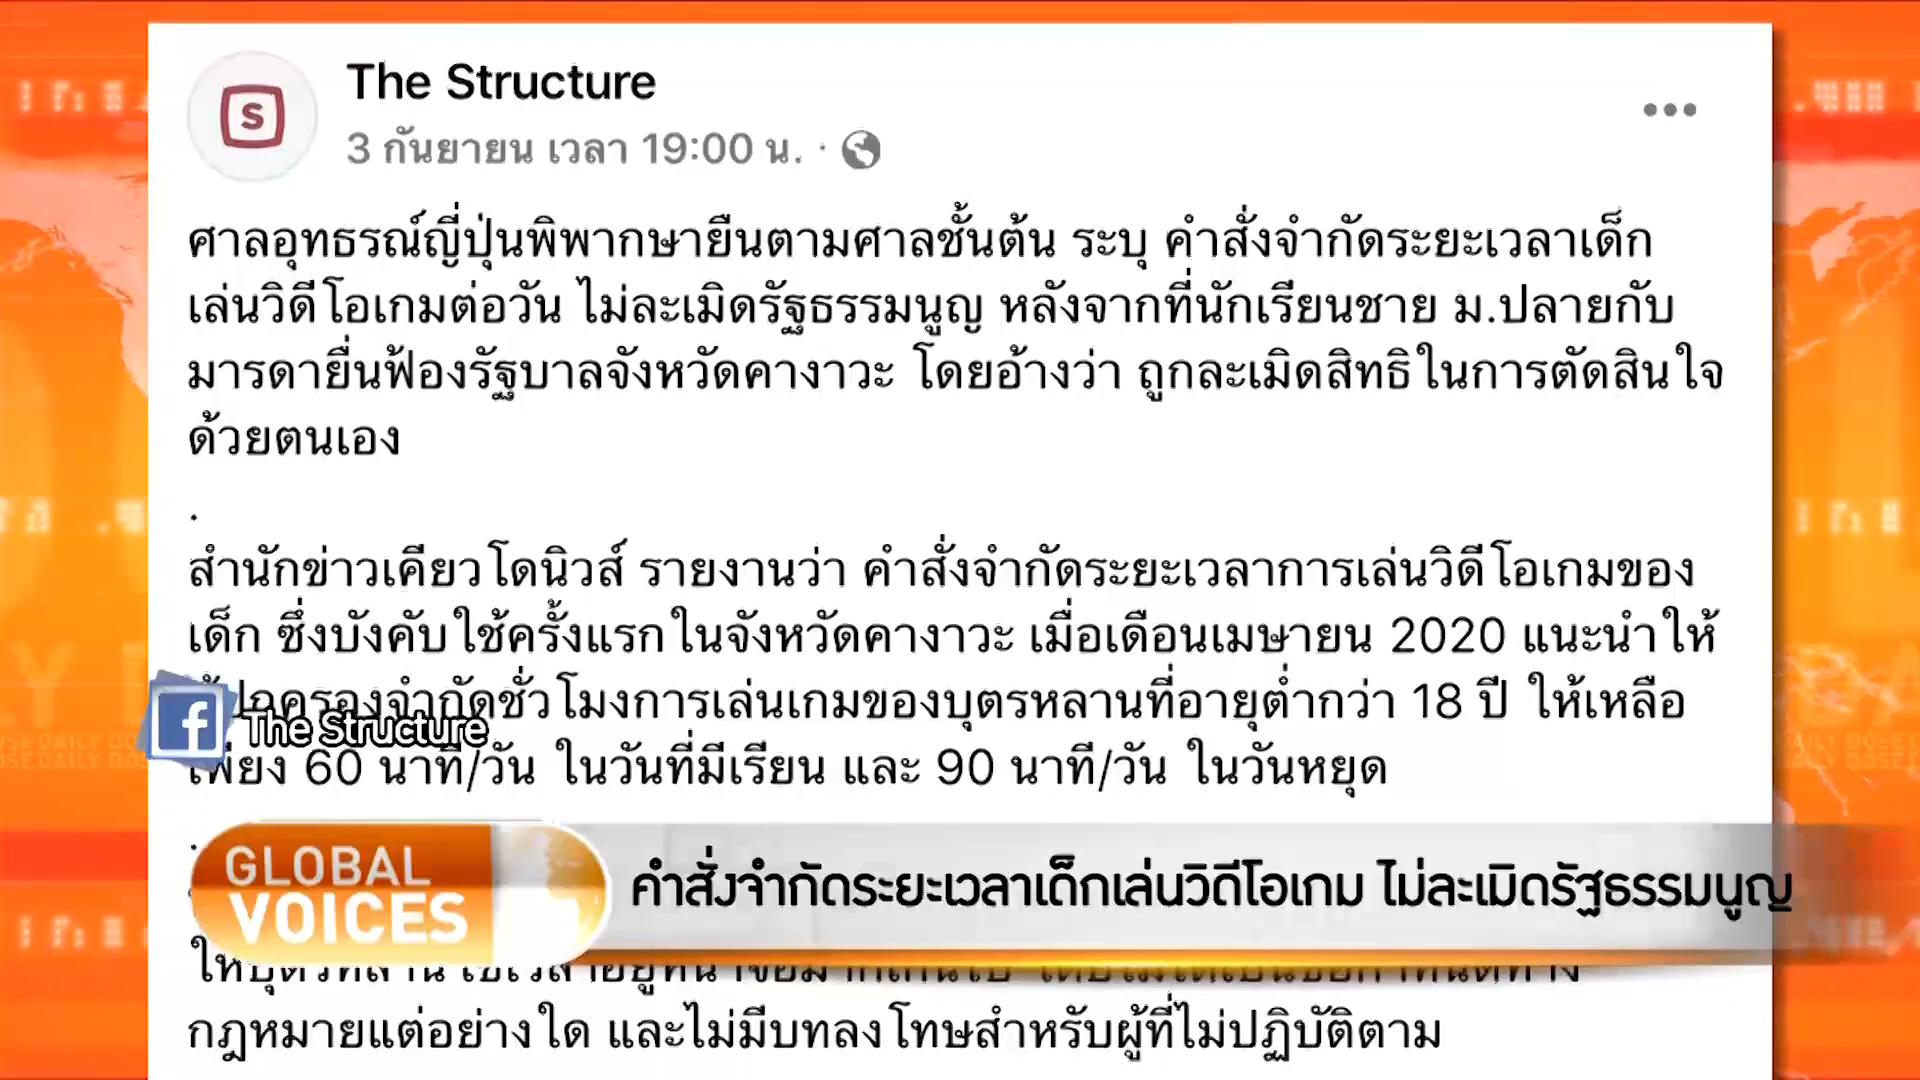 The Structure
3 กันยายน เวลา 19:00 น. ·
ศาลอุทธรณ์ญี่ปุ่นพิพากษายืนตามศาลชั้นต้น ระบุ คำสั่งจำกัดระยะเวลาเด็ก
เล่นวิดีโอเกมต่อวัน ไม่ละเมิดรัฐธรรมนูญ หลังจากที่นักเรียนชาย ม.ปลายกับ
มารดายื่นฟ้องรัฐบาลจังหวัดคางาวะ โดยอ้างว่า ถูกละเมิดสิทธิในการตัดสินใจ
ด้วยตนเอง
.
สำนักข่าวเคียวโดนิวส์ รายงานว่า คำสั่งจำกัดระยะเวลาการเล่นวิดีโอเกมของ
เด็ก ซึ่งบังคับใช้ครั้งแรกในจังหวัดคางาวะ เมื่อเดือนเมษายน 2020 แนะนำให้
ผู้ปกครองจำกัดชั่วโมงการเล่นเกมของบุตรหลานที่อายุต่ำกว่า 18 ปี ให้เหลือ
The Structure
เพียง 60 นาที/วัน ในวันที่มีเรียน และ 90 นาที/วัน ในวันหยุด
.
GLOBAL
VOICES
คำสั่งจำกัดระยะเวลาเด็กเล่นวิดีโอเกม ไม่ละเมิดรัฐธรรมนูญ
กฎหมายแต่อย่างใด และไม่มีบทลงโทษสำหรับผู้ที่ไม่ปฏิบัติตาม